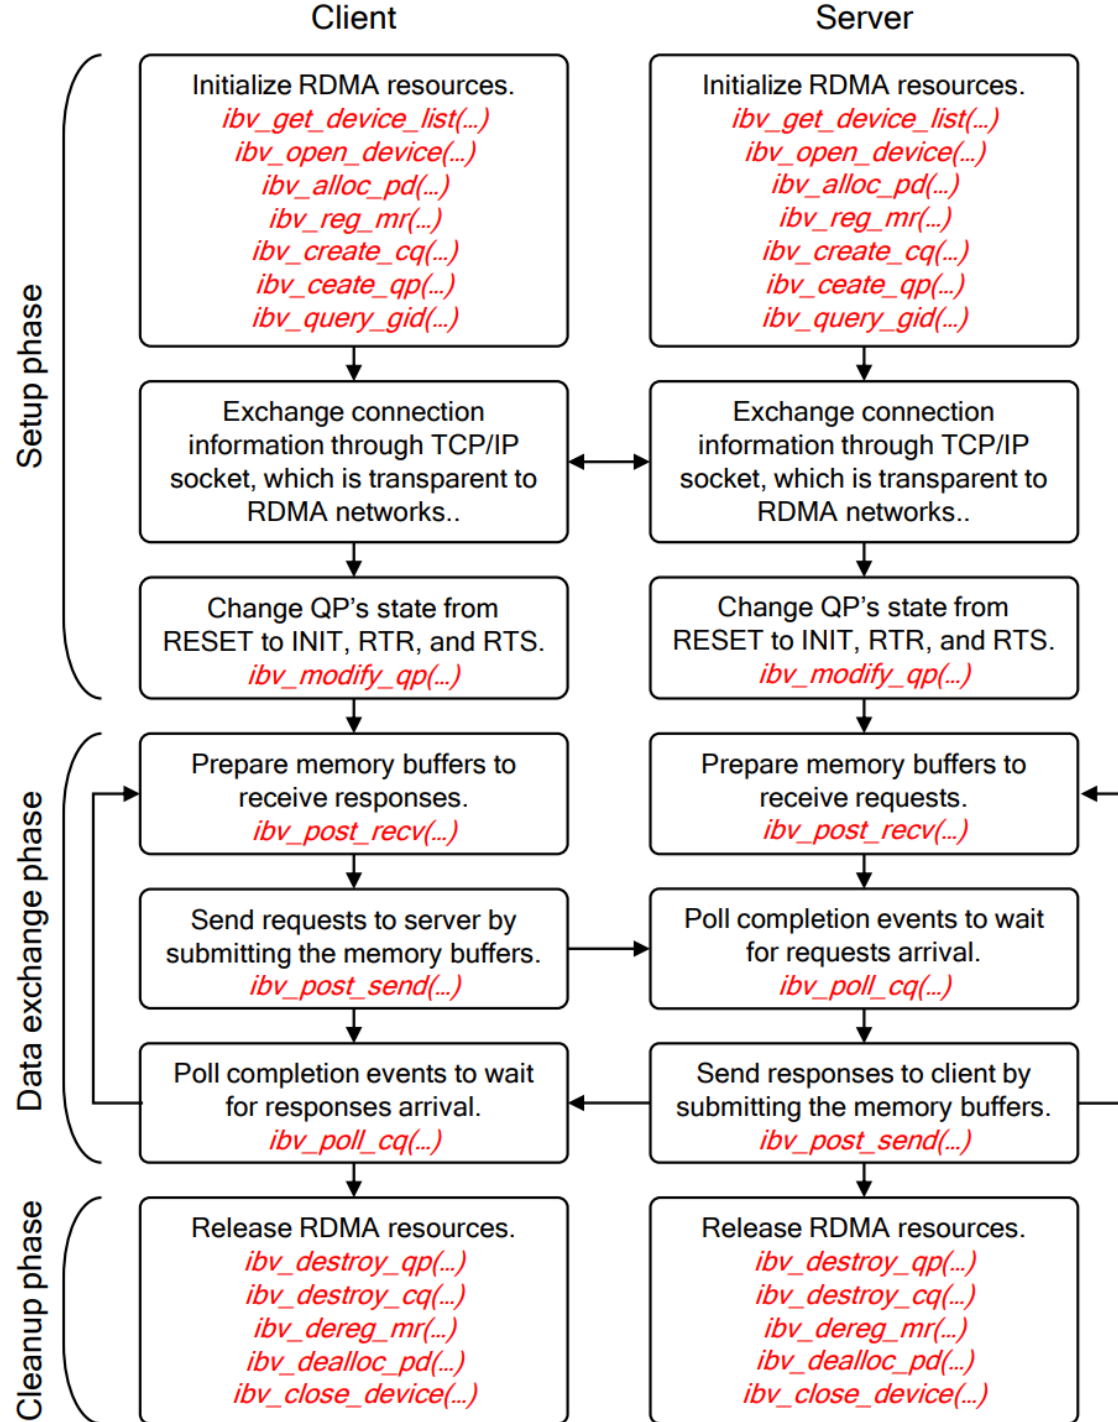 Client
Server
Setup phase
Initialize RDMA resources.
ibv_get_device_list(...)
ibv_open_device(...)
ibv_alloc_pd(...)
ibv_reg_mr(...)
ibv_create_cq(...)
ibv_ceate_qp(...)
ibv_query_gid(...)
Initialize RDMA resources.
ibv_get_device_list(...)
ibv_open_device(...)
ibv_alloc_pd(...)
ibv_reg_mr(...)
ibv_create_cq(...)
ibv_ceate_qp(...)
ibv_query_gid(...)
Exchange connection
information through TCP/IP
socket, which is transparent to
RDMA networks..
Exchange connection
information through TCP/IP
socket, which is transparent to
RDMA networks..
Change QP's state from
RESET to INIT, RTR, and RTS.
ibv_modify_qp(...)
Change QP's state from
RESET to INIT, RTR, and RTS.
ibv_modify_qp(...)
Data exchange phase
Prepare memory buffers to
receive responses.
ibv_post_recv(...)
Prepare memory buffers to
receive requests.
ibv_post_recv(...)
Send requests to server by
submitting the memory buffers.
ibv_post_send(...)
Poll completion events to wait
for requests arrival.
ibv_poll_cq(...)
Poll completion events to wait
for responses arrival.
ibv_poll_cq(...)
Send responses to client by
submitting the memory buffers.
ibv_post_send(...)
Cleanup phase
Release RDMA resources.
ibv_destroy_qp(...)
ibv_destroy_cq(...)
ibv_dereg_mr(...)
ibv_dealloc_pd(...)
ibv_close_device(...)
Release RDMA resources.
ibv_destroy_qp(...)
ibv_destroy_cq(...)
ibv_dereg_mr(...)
ibv_dealloc_pd(...)
ibv_close_device(...)